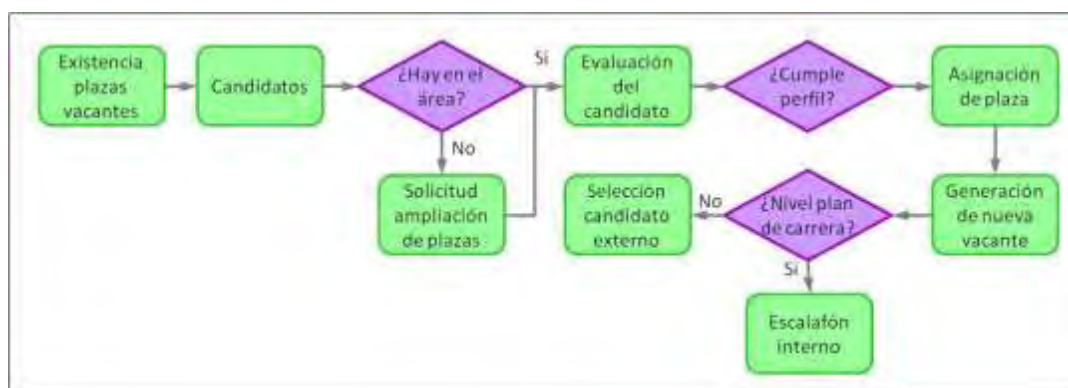 Existencia
plazas
vacantes
Candidatos
¿Hay en el
área?
Sí
No
Solicitud
ampliación
de plazas
Evaluación
del
candidato
¿Cumple
perfil?
Asignación
de plaza
Generación
de nueva
vacante
¿Nivel plan
de carrera?
No
Selección
candidato
externo
Sí
Escalafón
interno